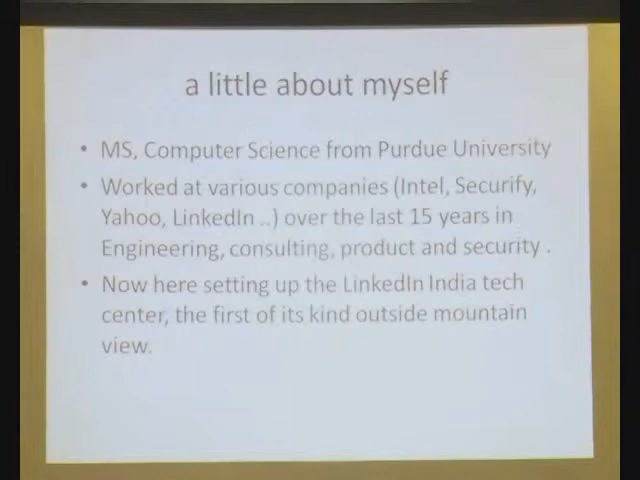 a little about myself
• MS, Computer Science from Purdue University
• Worked at various companies (Intel, Securify,
Yahoo, LinkedIn ..) over the last 15 years in
Engineering, consulting, product and security .
• Now here setting up the LinkedIn India tech
center, the first of its kind outside mountain
view.